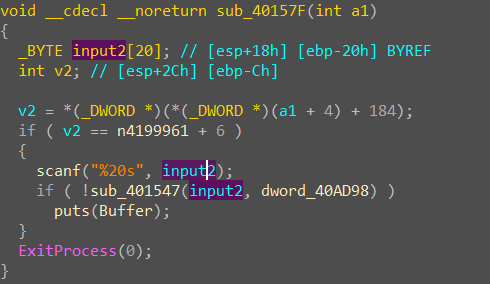 void __cdecl __noreturn sub_40157F(int a1)
{
  _BYTE input2[20]; // [esp+18h] [ebp-20h] BYREF
  int v2; // [esp+2Ch] [ebp-Ch]

  v2 = *(_DWORD *)(*(_DWORD *)(a1 + 4) + 184);
  if ( v2 == n4199961 + 6 )
  {
    scanf("%20s", input2);
    if ( !sub_401547(input2, dword_40AD98) )
      puts(Buffer);
  }
  ExitProcess(0);
}